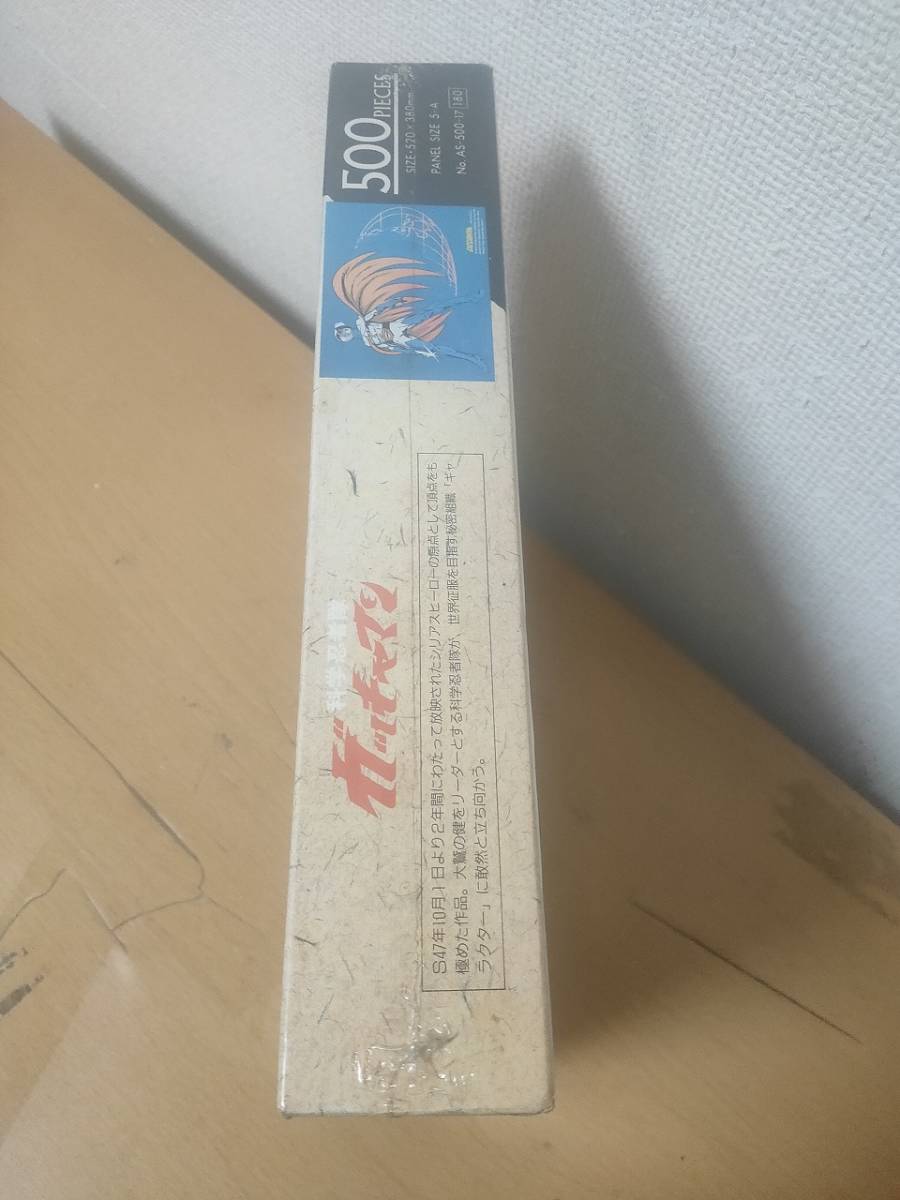 500PIECES
SIZE・520×380mm
PANEL SIZE 5-A
No. AS-500-17 180
科学忍者隊
ガッチャマン
S47年10月1日より2年間にわたって放映されたシリアスヒーローの原点として頂点をも
極めた作品。大鷲の健をリーダーとする科学忍者隊が、世界征服を目指す秘密組織「ギャ
ラクター」に敢然と立ち向かう。